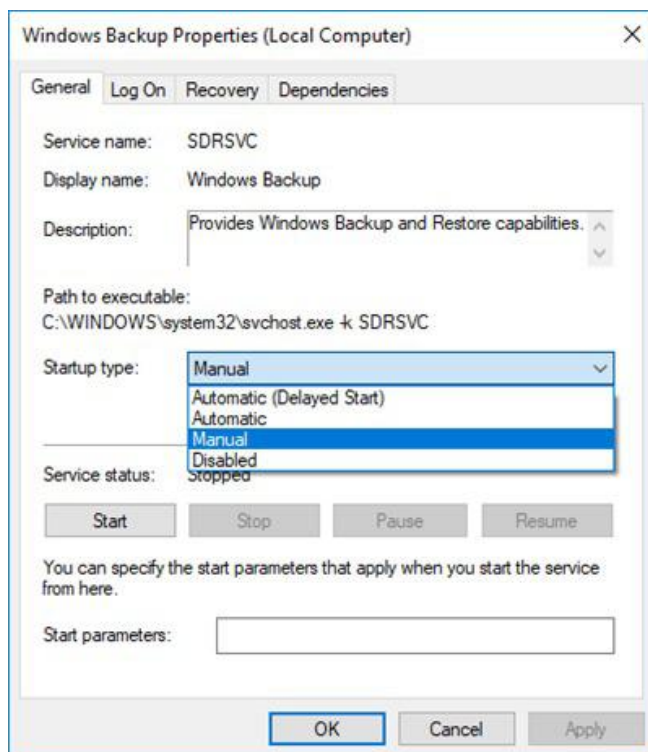 Windows Backup Properties (Local Computer)
General Log On Recovery Dependencies
Service name: SDRSVC
Display name: Windows Backup
Description: Provides Windows Backup and Restore capabilities.
Path to executable:
C:\WINDOWS\system32\svchost.exe -k SDRSVC
Startup type: Manual
Automatic (Delayed Start)
Automatic
Manual
Disabled
Service status: Stopped
Start Stop Pause Resume
You can specify the start parameters that apply when you start the service
from here.
Start parameters:
OK Cancel Apply